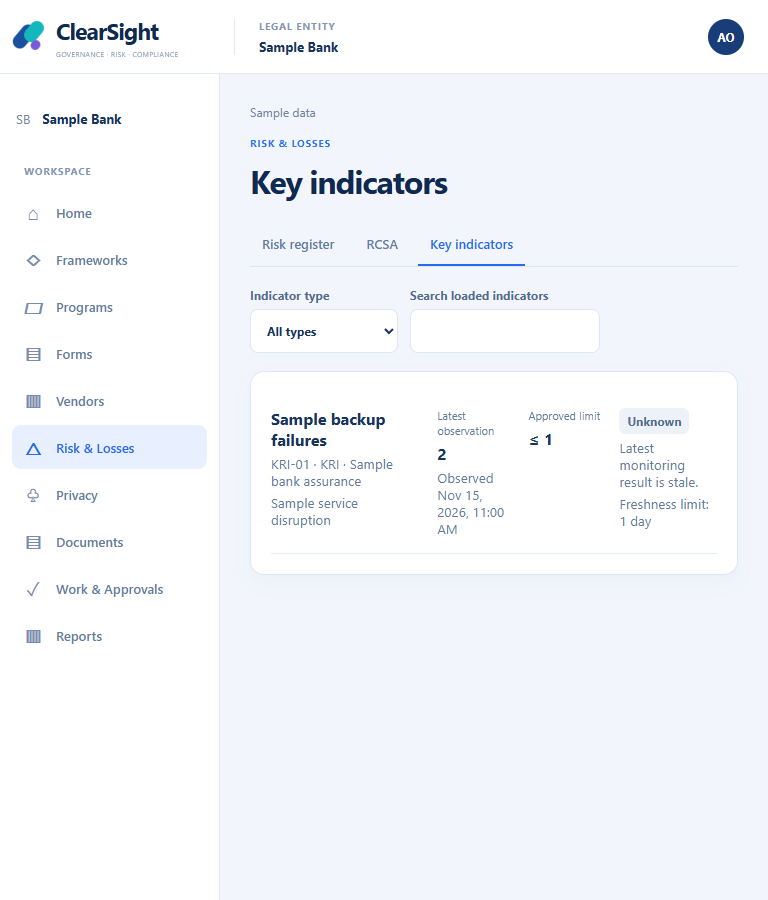 ClearSight
GOVERNANCE · RISK · COMPLIANCE
LEGAL ENTITY
Sample Bank
AO
SB Sample Bank
WORKSPACE
Home
Frameworks
Programs
Forms
Vendors
Risk & Losses
Privacy
Documents
Work & Approvals
Reports
Sample data
RISK & LOSSES
Key indicators
Risk register
RCSA
Key indicators
Indicator type
All types
Search loaded indicators
Sample backup
failures
KRI-01 · KRI · Sample
bank assurance
Sample service
disruption
Latest
observation
2
Observed
Nov 15,
2026, 11:00
AM
Approved limit
≤ 1
Unknown
Latest
monitoring
result is stale.
Freshness limit:
1 day